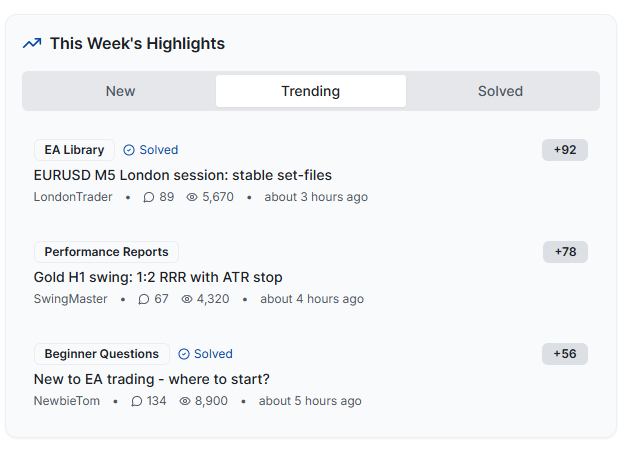 This Week's Highlights
New Trending Solved
EA Library Solved +92
EURUSD M5 London session: stable set-files
LondonTrader • 89 5,670 • about 3 hours ago
Performance Reports +78
Gold H1 swing: 1:2 RRR with ATR stop
SwingMaster • 67 4,320 • about 4 hours ago
Beginner Questions Solved +56
New to EA trading - where to start?
NewbieTom • 134 8,900 • about 5 hours ago